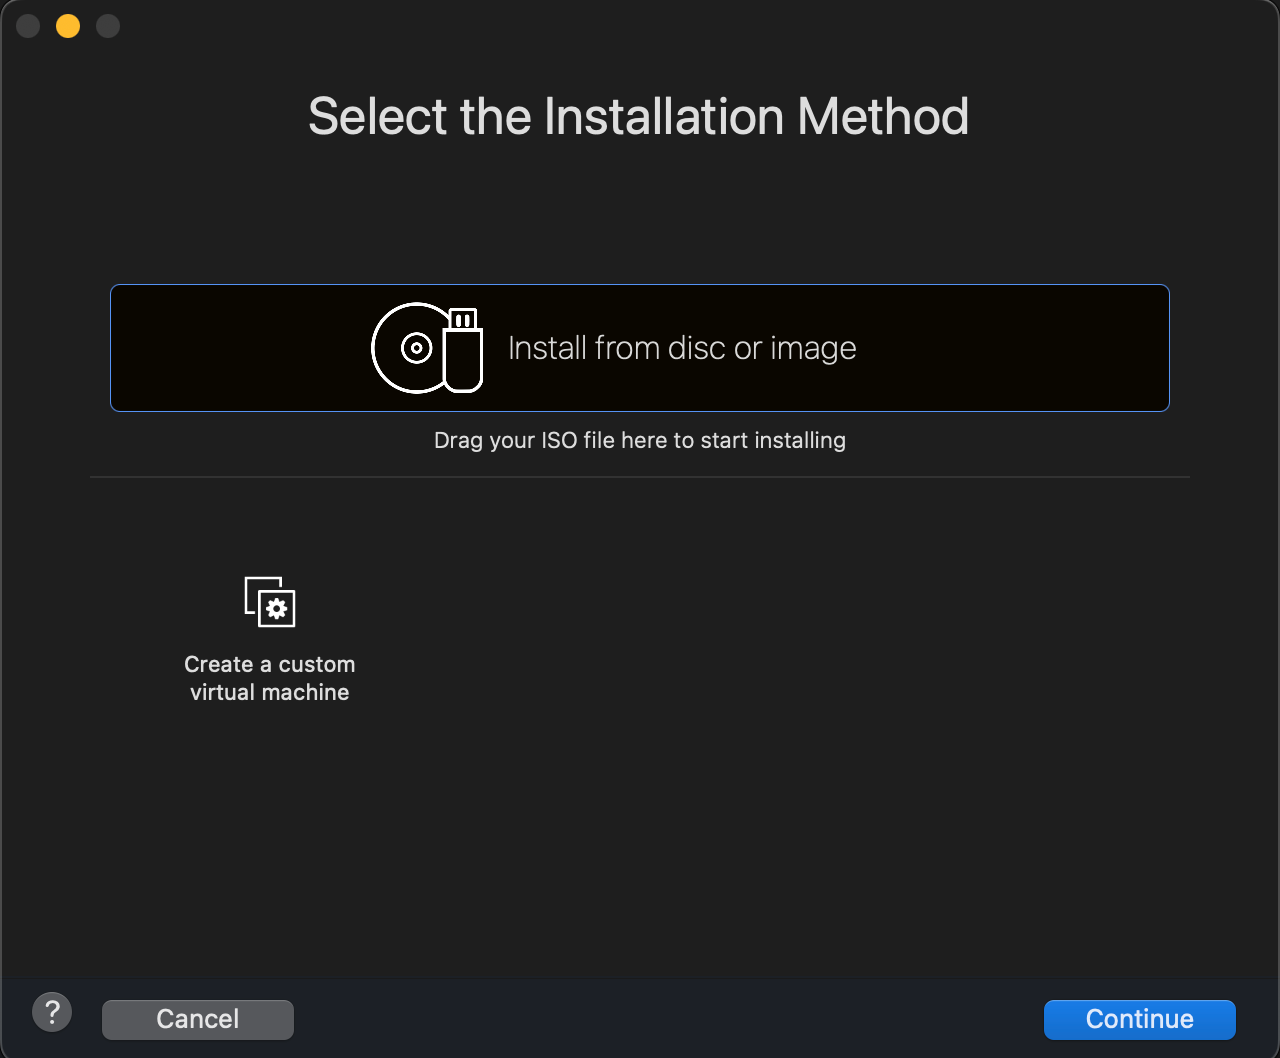 Select the Installation Method
Install from disc or image
Drag your ISO file here to start installing
Create a custom
virtual machine
?
Cancel
Continue